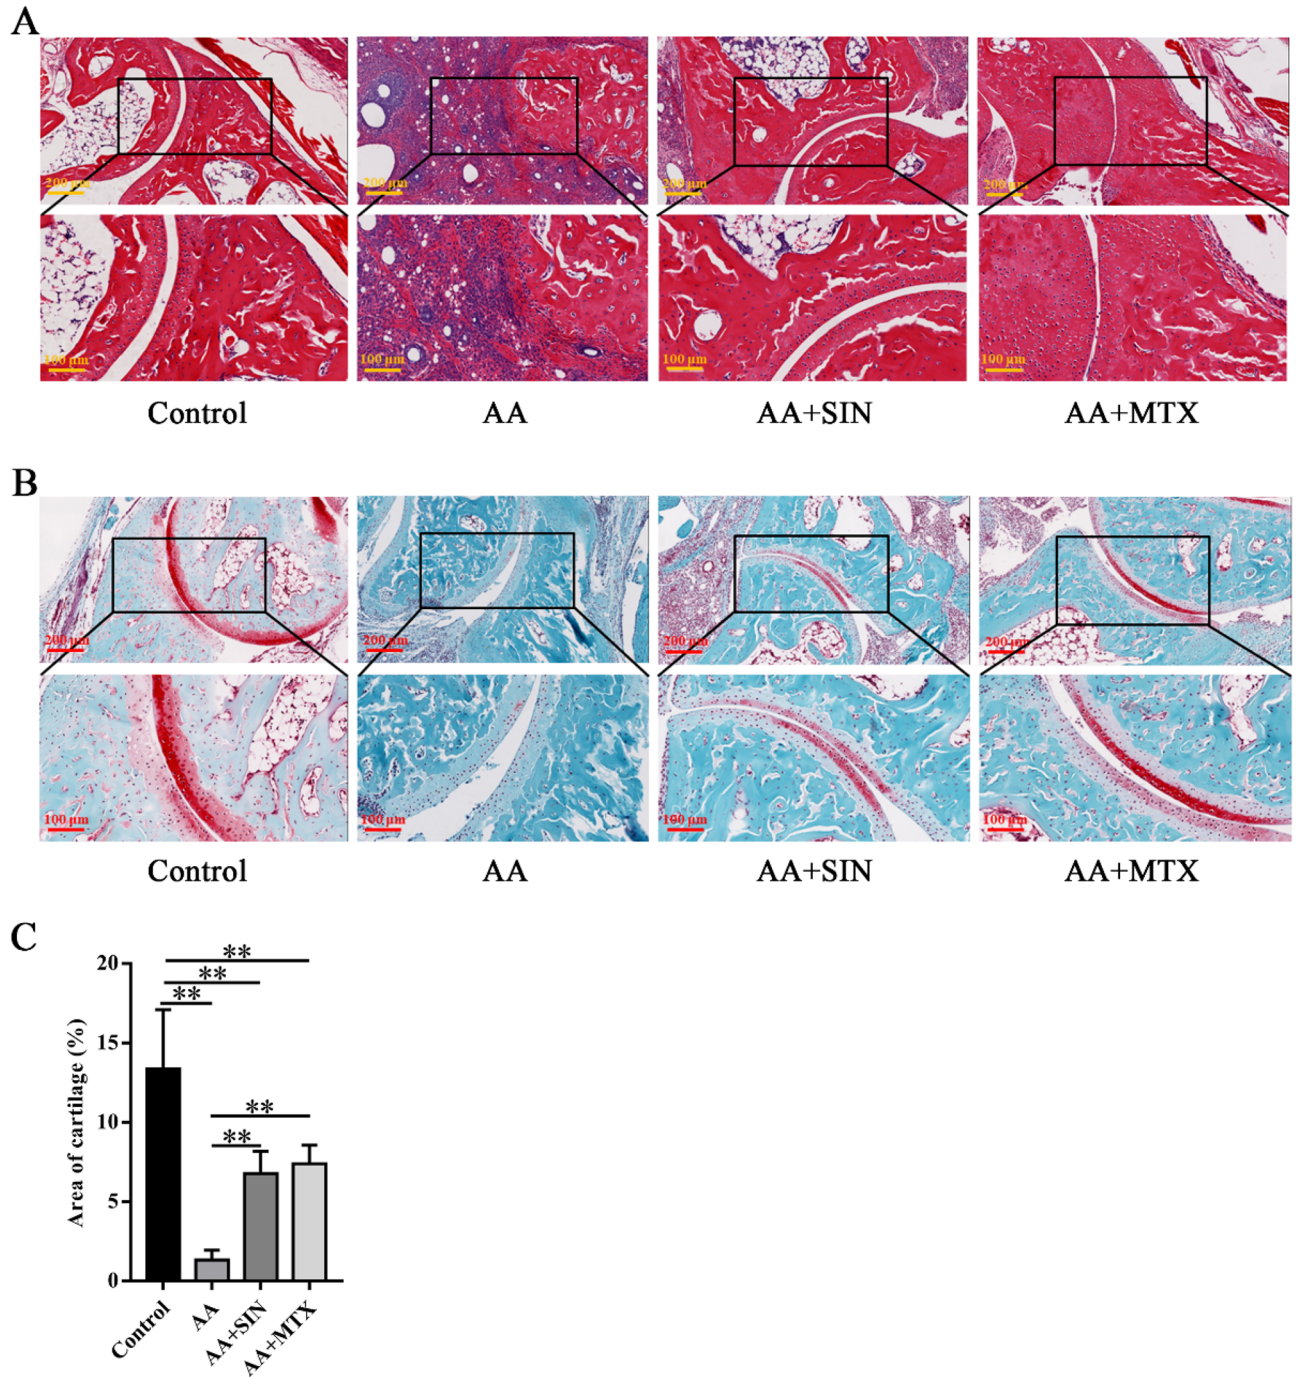 A
200 μm
200 μm
200 μm
200 μm
100 μm
100 μm
100 μm
100 μm
Control
AA
AA+SIN
AA+MTX
B
200 μm
200 μm
200 μm
200 μm
100 μm
100 μm
100 μm
100 μm
Control
AA
AA+SIN
AA+MTX
C
Area of cartilage (%)
20
15
10
5
0
**
**
**
**
**
Control
AA
AA+SIN
AA+MTX